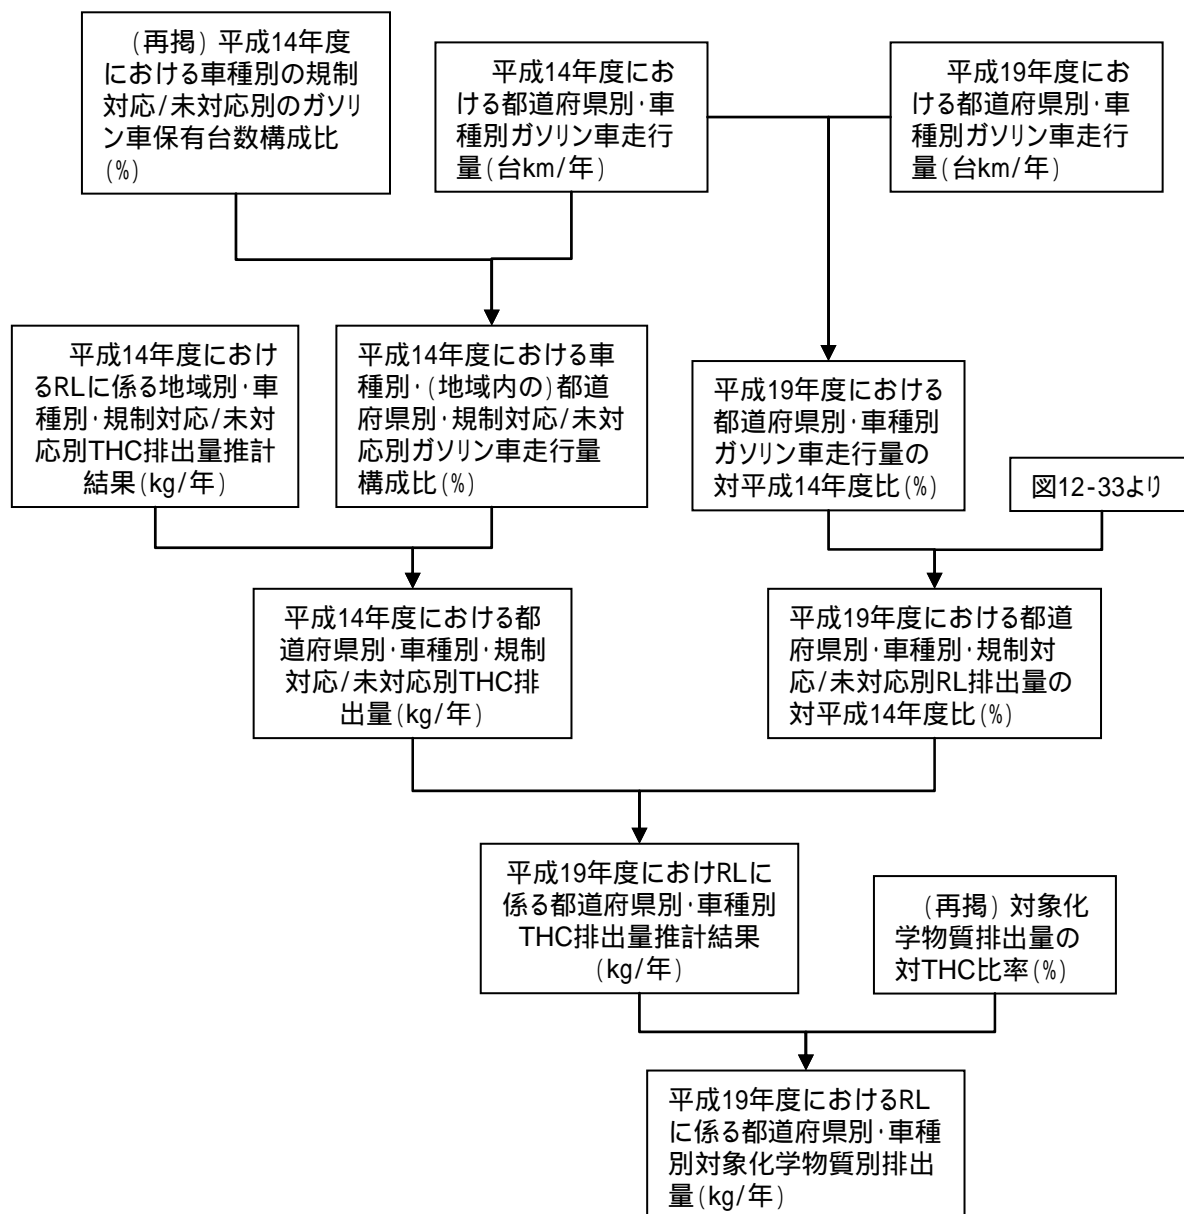 （再掲）平成14年度
における車種別の規制
対応/未対応別のガソリ
ン車保有台数構成比
(%)
平成14年度にお
ける都道府県別･車
種別ガソリン車走行
量(台km/年)
平成19年度にお
ける都道府県別･車
種別ガソリン車走行
量(台km/年)
平成14年度におけ
るRLに係る地域別･車
種別･規制対応/未対
応別THC排出量推計
結果(kg/年)
平成14年度における車
種別･(地域内の)都道
府県別･規制対応/未対
応別ガソリン車走行量
構成比(%)
平成19年度における
都道府県別･車種別
ガソリン車走行量の
対平成14年度比(%)
図12-33より
平成14年度における都
道府県別･車種別･規制
対応/未対応別THC排
出量(kg/年)
平成19年度における都道
府県別･車種別･規制対
応/未対応別RL排出量の
対平成14年度比(%)
平成19年度におけRLに
係る都道府県別･車種別
THC排出量推計結果
(kg/年)
（再掲）対象化
学物質排出量の
対THC比率(%)
平成19年度におけるRL
に係る都道府県別･車種
別対象化学物質別排出
量(kg/年)